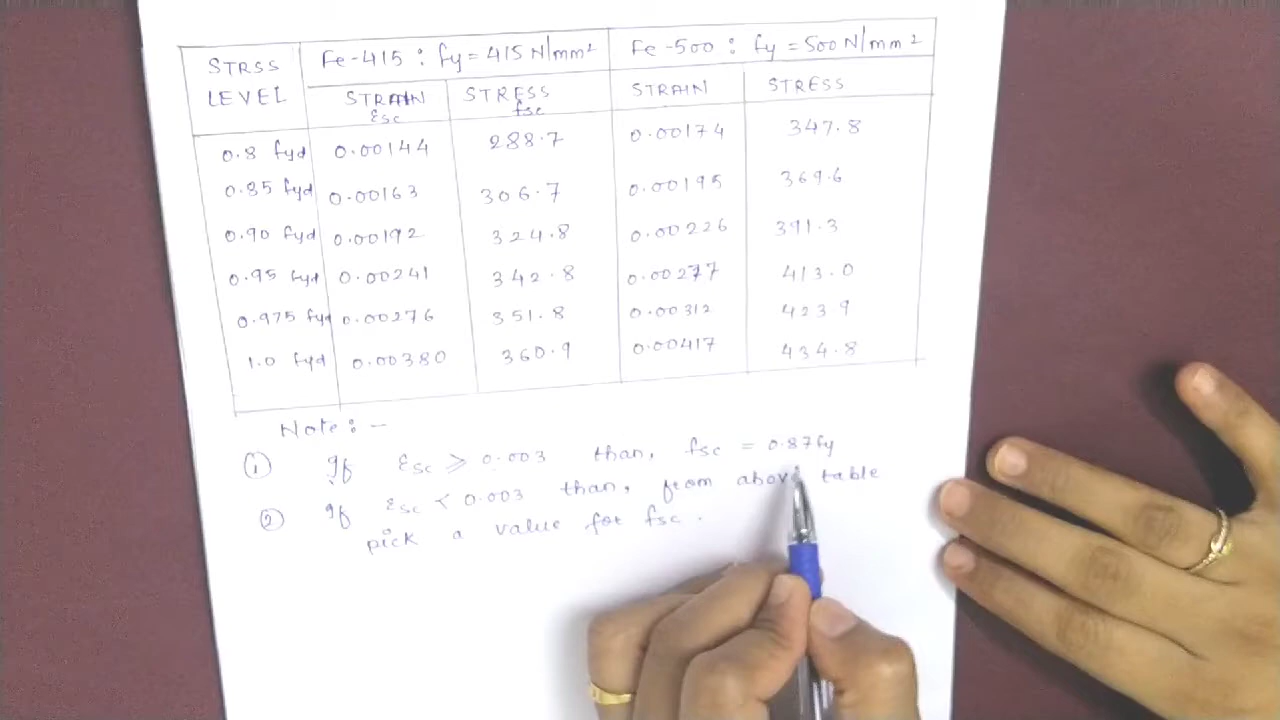 STRSS LEVEL Fe-415 : fy = 415 N/mm² Fe-500 : fy = 500 N/mm²
STRAIN εsc STRESS fsc STRAIN STRESS
0.8 fyd 0.00144 288.7 0.00174 347.8
0.85 fyd 0.00163 306.7 0.00195 369.6
0.90 fyd 0.00192 324.8 0.00226 391.3
0.95 fyd 0.00241 342.8 0.00277 413.0
0.975 fyd 0.00276 351.8 0.00312 423 9
1.0 fyd 0.00380 360.9 0.00417 434.8
Note : -
① If εsc ⩾ 0.003 than, fsc = 0.87fy
② If εsc < 0.003 than, from above table
pick a value for fsc .